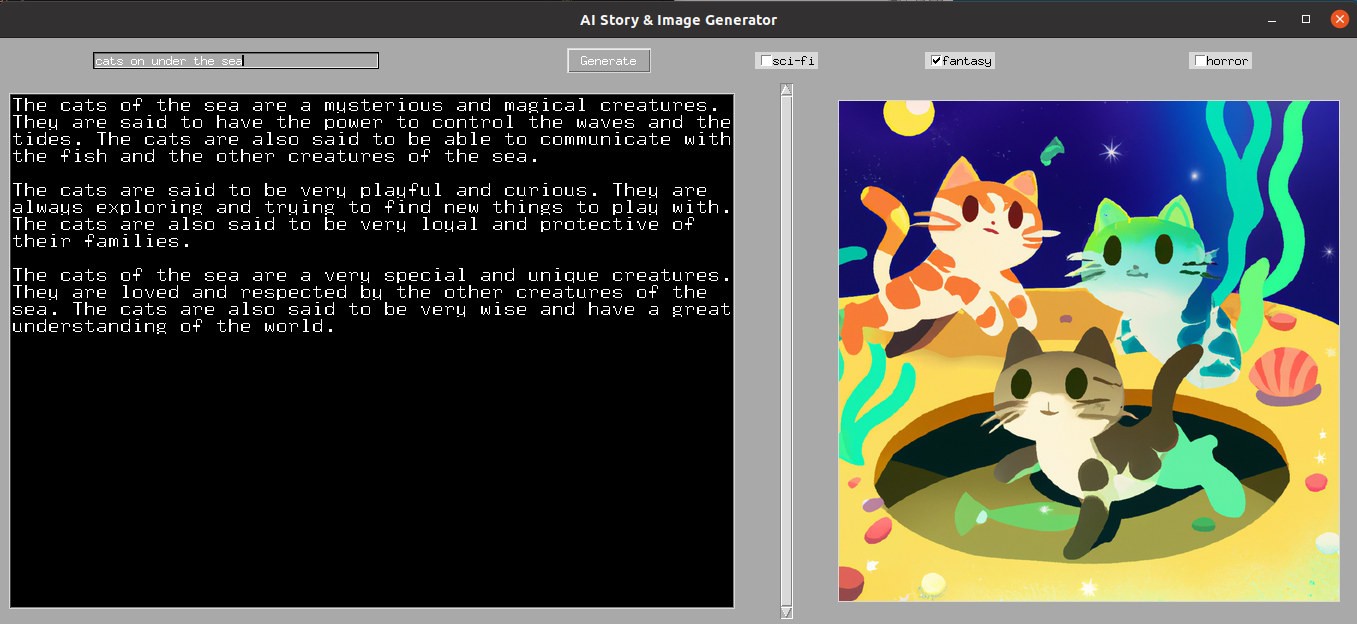 AI Story & Image Generator
cats on under the sea
Generate
sci-fi
fantasy
horror
The cats of the sea are a mysterious and magical creatures.
They are said to have the power to control the waves and the
tides. The cats are also said to be able to communicate with
the fish and the other creatures of the sea.
The cats are said to be very playful and curious. They are
always exploring and trying to find new things to play with.
The cats are also said to be very loyal and protective of
their families.
The cats of the sea are a very special and unique creatures.
They are loved and respected by the other creatures of the
sea. The cats are also said to be very wise and have a great
understanding of the world.